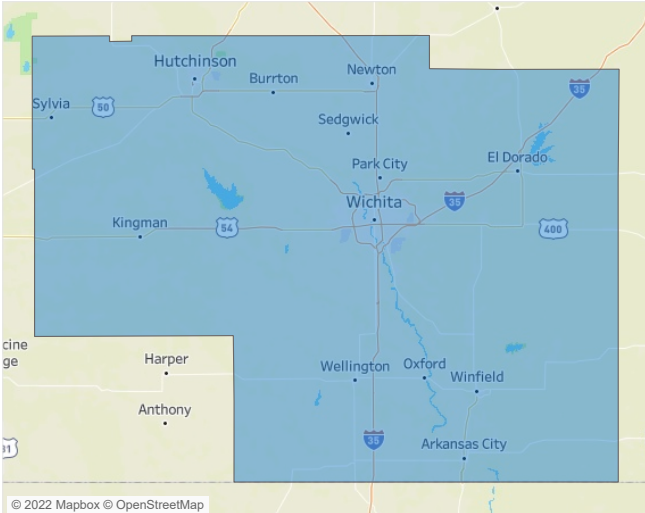 Hutchinson
Newton
Burrton
35
Sylvia
50
Sedgwick
El Dorado
Park City
35
Wichita
Kingman
54
400
cine
ge
Harper
Wellington
Oxford
Winfield
Anthony
35
Arkansas City
© 2022 Mapbox © OpenStreetMap